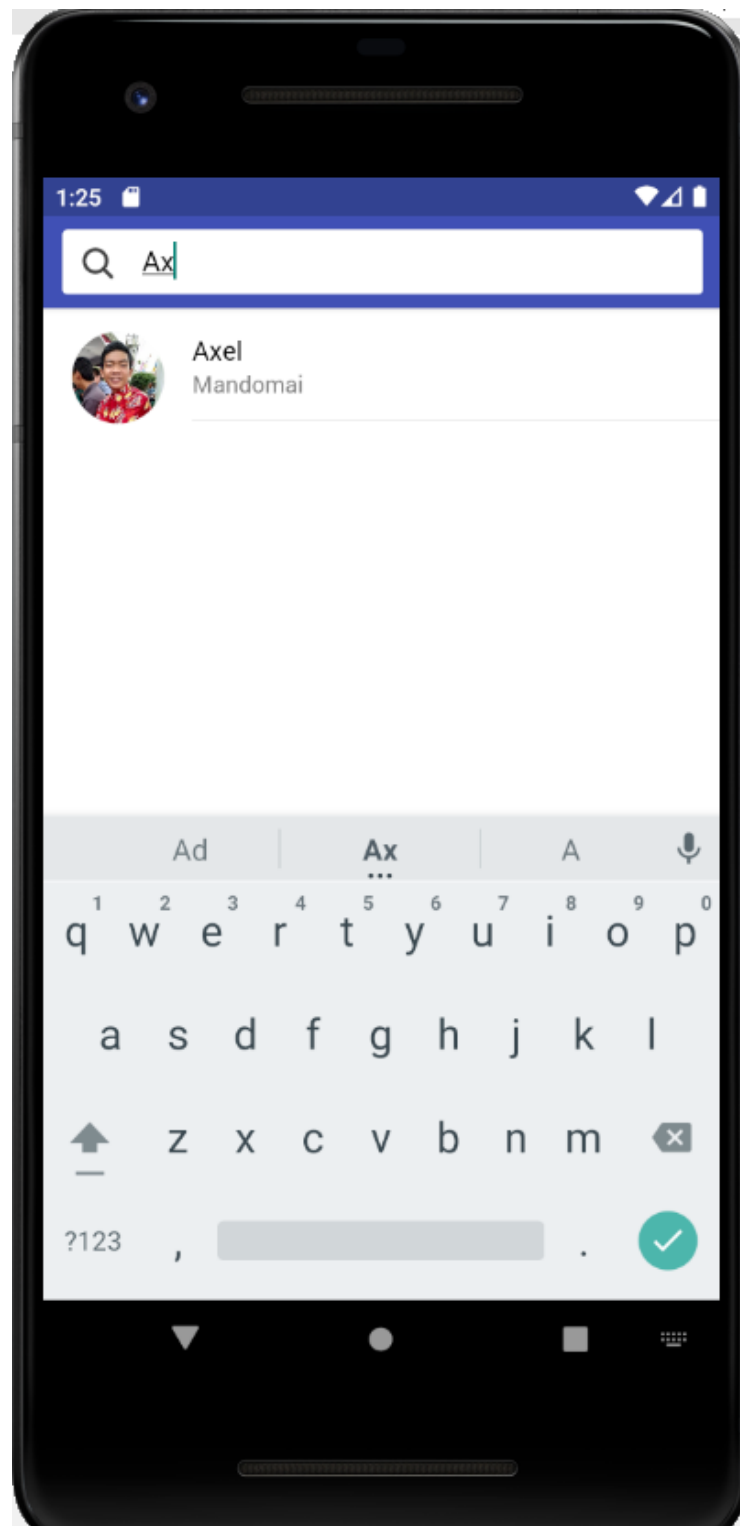 1:25
Ax
Axel
Mandomai
Ad Ax A
1 2 3 4 5 6 7 8 9 0
q w e r t y u i o p
a s d f g h j k l
z x c v b n m
?123 , .